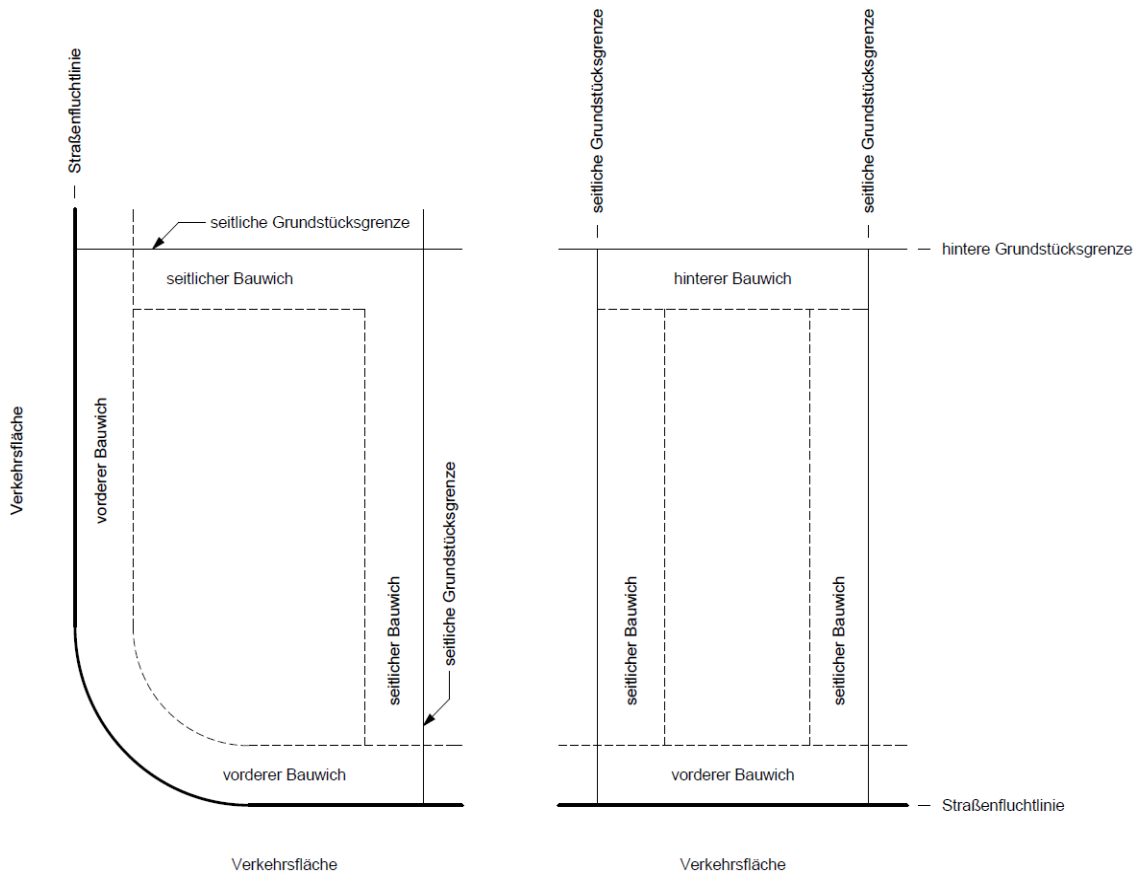 Straßenfluchtlinie
seitliche Grundstücksgrenze
seitlicher Bauwich
Verkehrsfläche
vorderer Bauwich
seitlicher Bauwich
seitliche Grundstücksgrenze
vorderer Bauwich
Verkehrsfläche
seitliche Grundstücksgrenze
seitliche Grundstücksgrenze
hintere Grundstücksgrenze
hinterer Bauwich
seitlicher Bauwich
seitlicher Bauwich
vorderer Bauwich
Straßenfluchtlinie
Verkehrsfläche